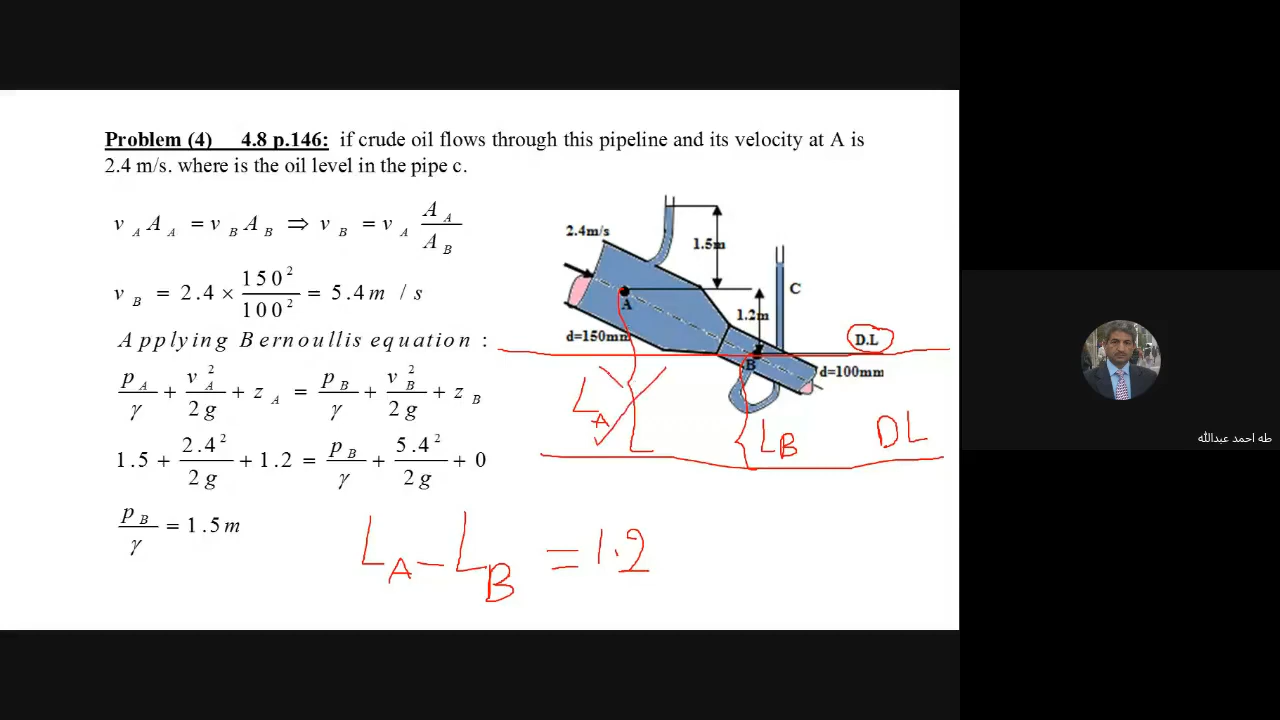 Problem (4) 4.8 p.146: if crude oil flows through this pipeline and its velocity at A is
2.4 m/s. where is the oil level in the pipe c.
v_A A_A = v_B A_B ⇒ v_B = v_A A_A / A_B
v_B = 2.4 × 150² / 100² = 5.4 m / s
Applying Bernoullis equation :
p_A / γ + v_A² / 2g + z_A = p_B / γ + v_B² / 2g + z_B
1.5 + 2.4² / 2g + 1.2 = p_B / γ + 5.4² / 2g + 0
p_B / γ = 1.5 m
2.4m/s
1.5m
A
1.2m
C
d=150mm
D.L
B
d=100mm
L_A
L_B
DL
L_A - L_B = 1.2
طه احمد عبدالله